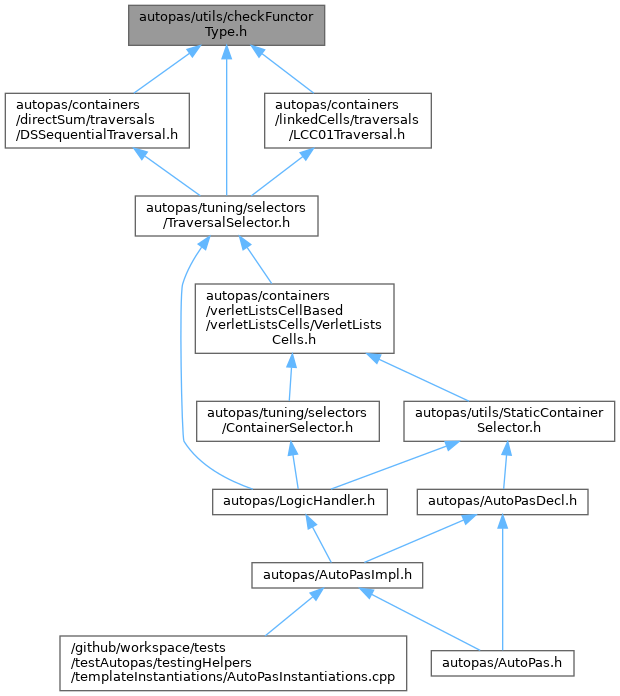 autopas/utils/checkFunctor
Type.h
autopas/containers
/directSum/traversals
/DSSequentialTraversal.h
autopas/containers
/linkedCells/traversals
/LCC01Traversal.h
autopas/tuning/selectors
/TraversalSelector.h
autopas/containers
/verletListsCellBased
/verletListsCells/VerletLists
Cells.h
autopas/tuning/selectors
/ContainerSelector.h
autopas/utils/StaticContainer
Selector.h
autopas/LogicHandler.h
autopas/AutoPasDecl.h
autopas/AutoPasImpl.h
/github/workspace/tests
/testAutopas/testingHelpers
/templateInstantiations/AutoPasInstantiations.cpp
autopas/AutoPas.h